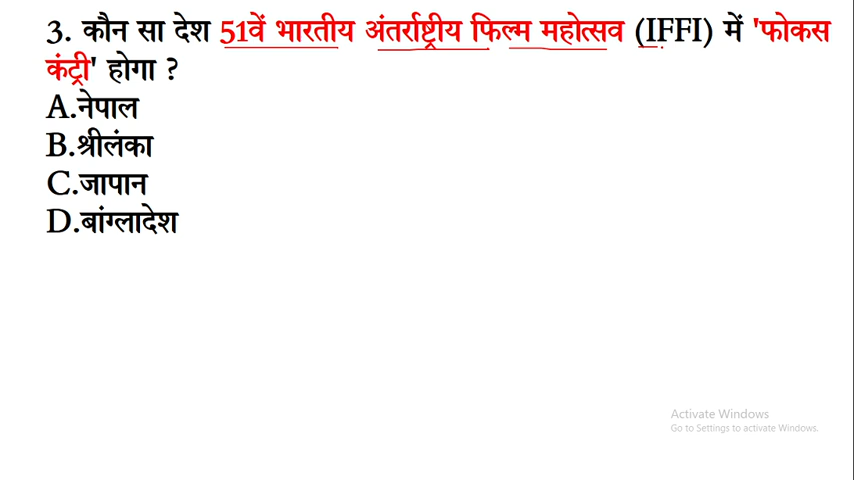 3. कौन सा देश 51वें भारतीय अंतर्राष्ट्रीय फिल्म महोत्सव (IFFI) में 'फोकस
कंट्री' होगा ?
A.नेपाल
B.श्रीलंका
C.जापान
D.बांग्लादेश
Activate Windows
Go to Settings to activate Windows.